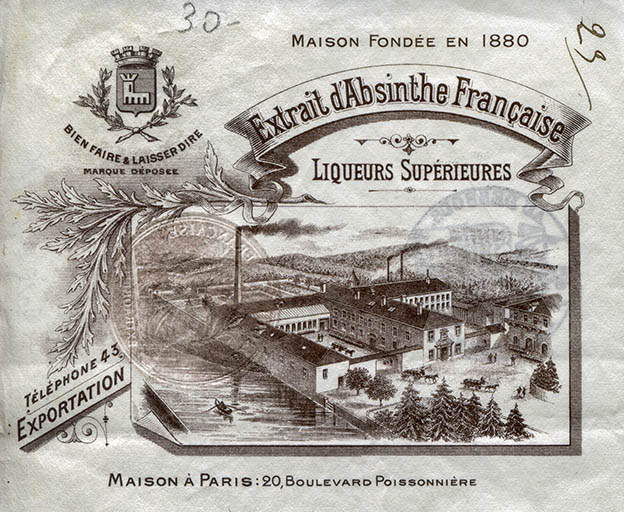 30-
23
MAISON FONDÉE EN 1880
Extrait d'Absinthe Française
LIQUEURS SUPÉRIEURES
BIEN FAIRE & LAISSER DIRE
MARQUE DÉPOSÉE
TÉLÉPHONE 43.
EXPORTATION
MAISON À PARIS: 20, BOULEVARD POISSONNIÈRE